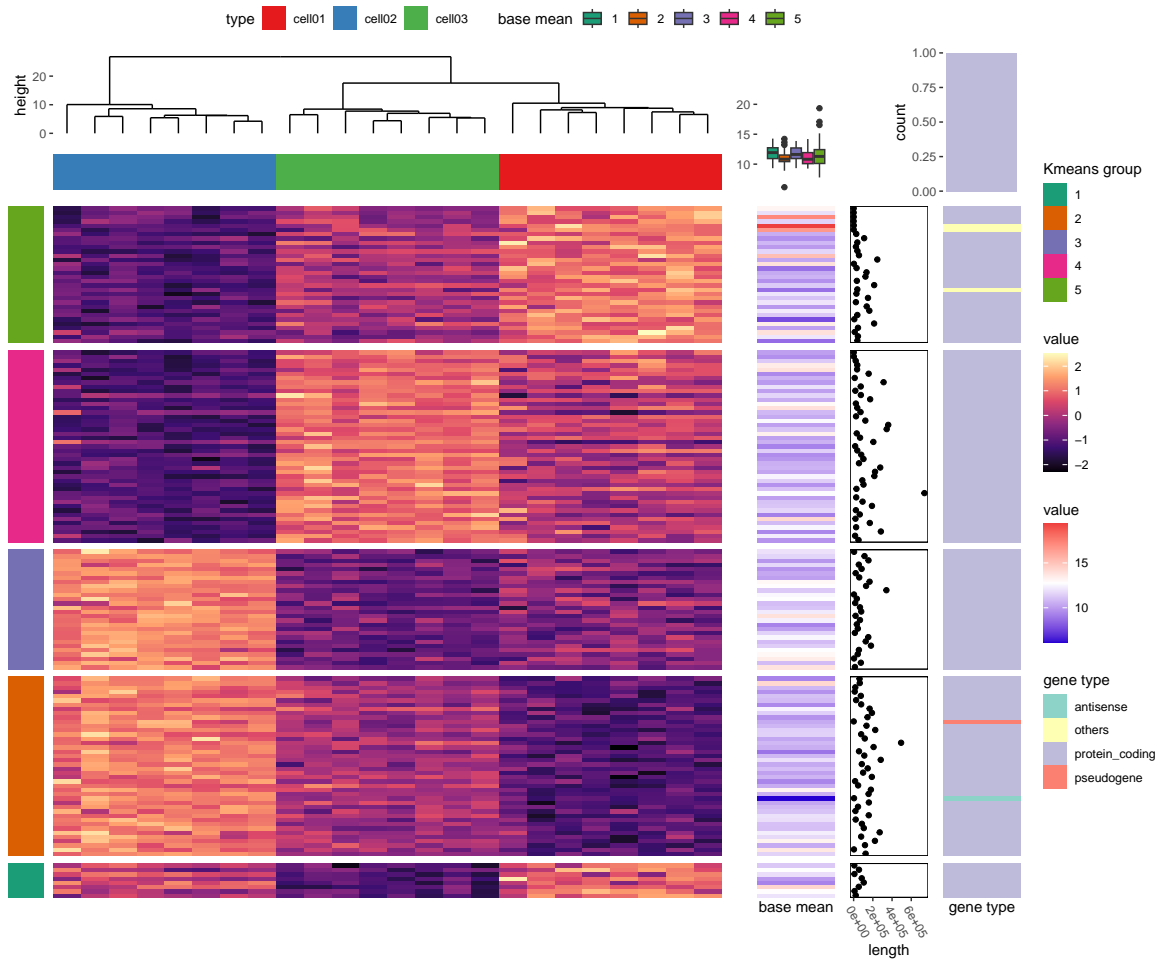 type cell01 cell02 cell03 base mean 1 2 3 4 5
height
20
10
0
20
15
10
count
1.00
0.75
0.50
0.25
0.00
Kmeans group
1
2
3
4
5
value
2
1
0
−1
−2
value
15
10
gene type
antisense
others
protein_coding
pseudogene
base mean
0e+00
2e+05
4e+05
6e+05
length
gene type